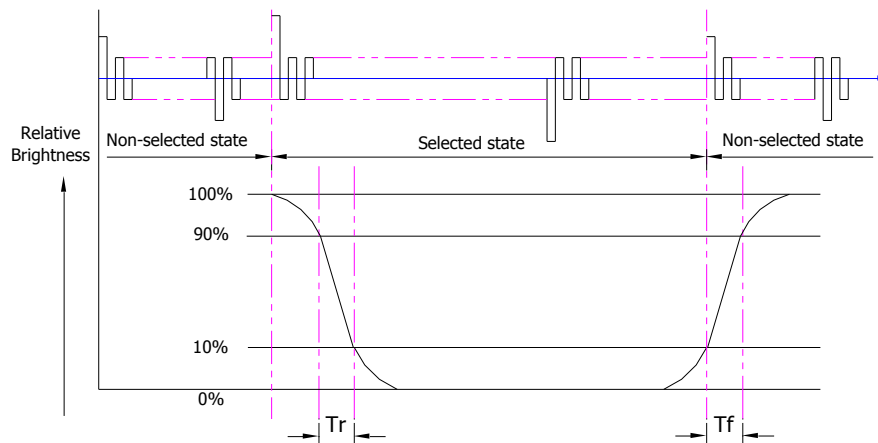 Relative
Brightness
Non-selected state
Selected state
Non-selected state
100%
90%
10%
0%
Tr
Tf